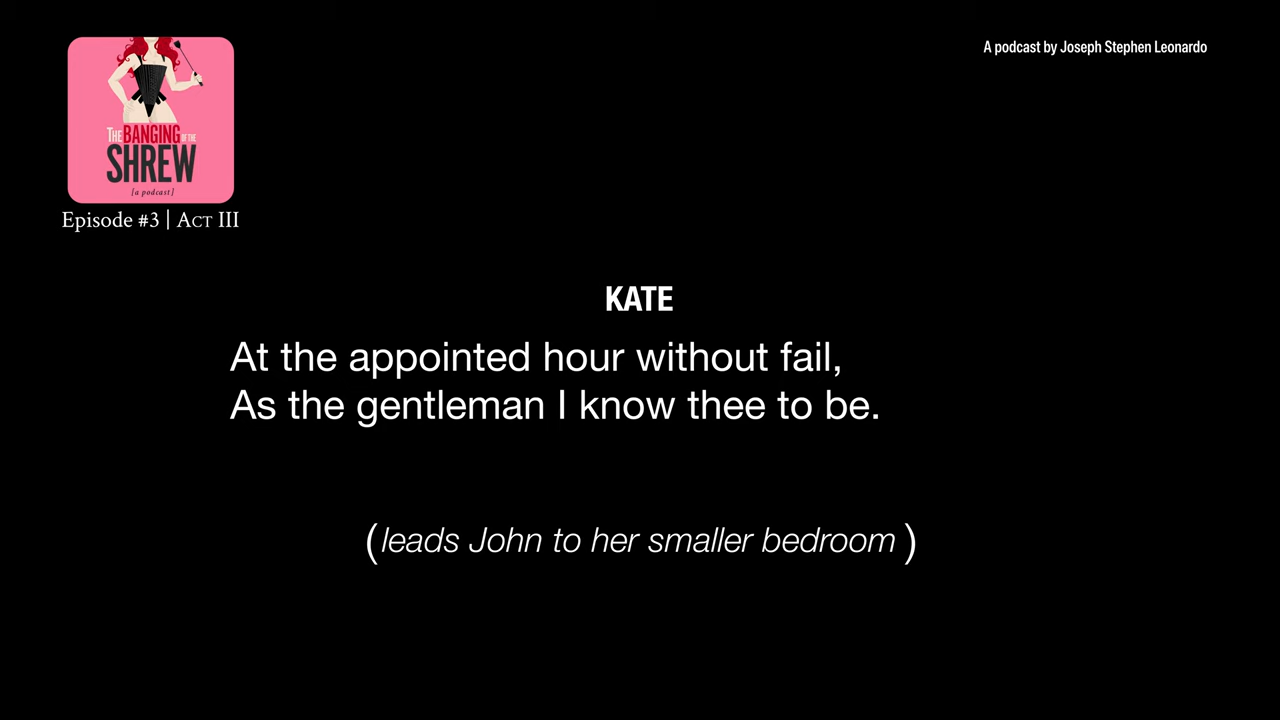 A podcast by Joseph Stephen Leonardo
THE BANGING OF THE
SHREW
[a podcast]
Episode #3 | ACT III
KATE
At the appointed hour without fail,
As the gentleman I know thee to be.
(leads John to her smaller bedroom)